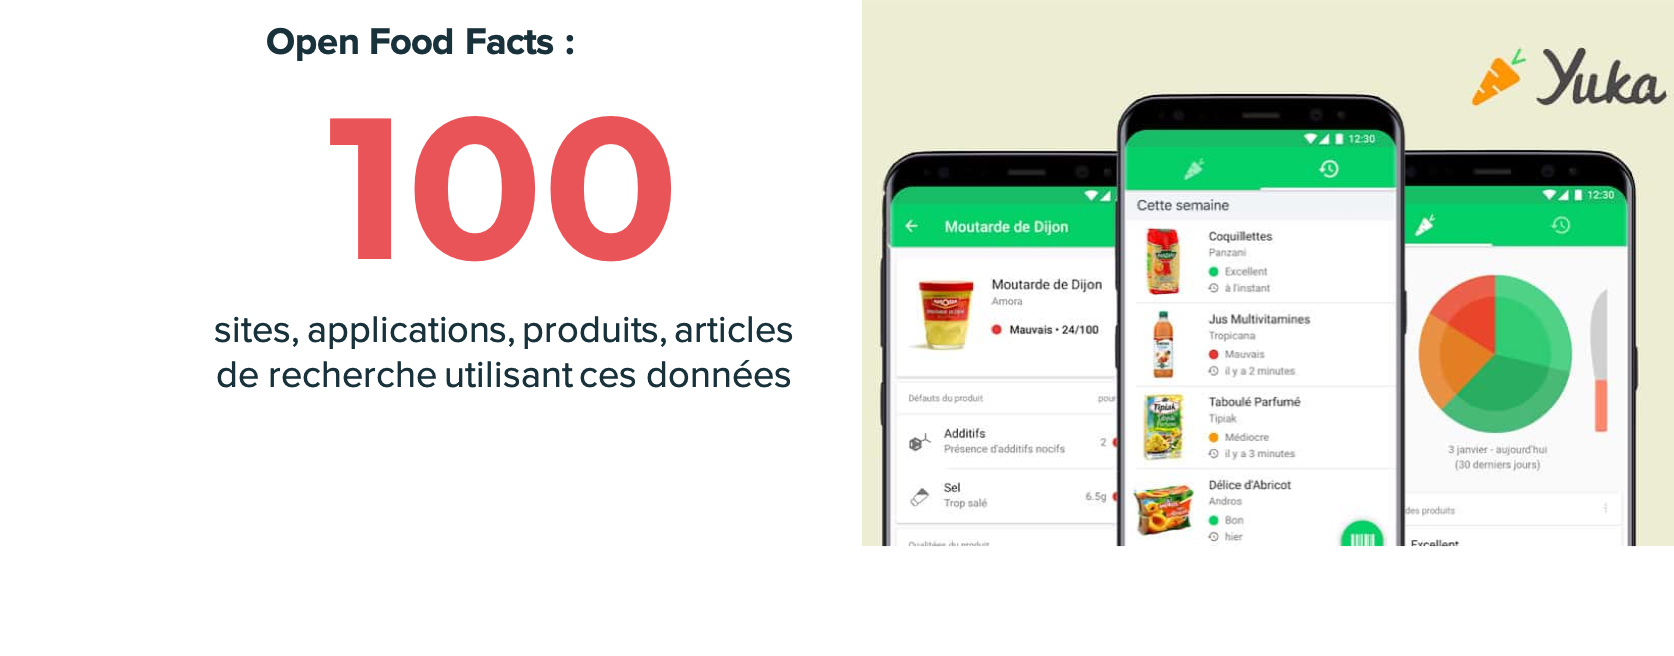 Open Food Facts :
100
sites, applications, produits, articles
de recherche utilisant ces données
Yuka
Moutarde de Dijon
Moutarde de Dijon
Amora
Mauvais • 24/100
Défauts du produit
pour
Additifs
Présence d'additifs nocifs
2
Sel
Trop salé
6.5g
Qualitées du produit
12:30
Cette semaine
Coquillettes
Panzani
Excellent
à l'instant
Jus Multivitamines
Tropicana
Mauvais
il y a 2 minutes
Taboulé Parfumé
Tipiak
Médiocre
il y a 3 minutes
Délice d'Abricot
Andros
Bon
hier
12:30
3 janvier - aujourd'hui
(30 derniers jours)
des produits
Excellent